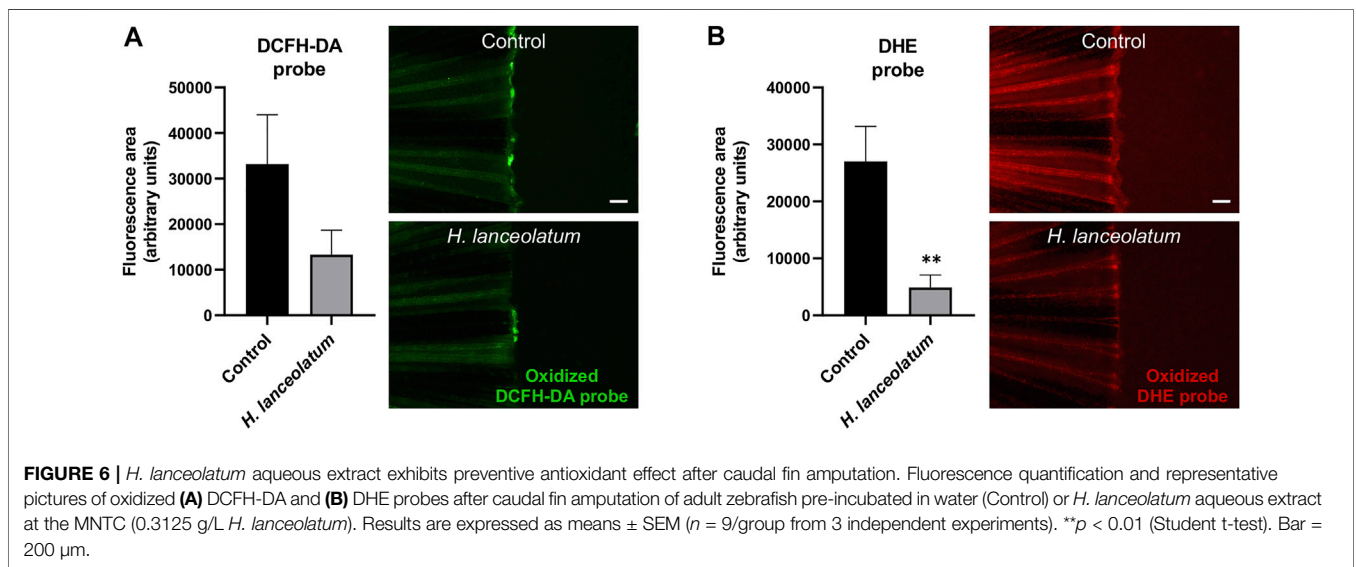 A
DCFH-DA
probe
Fluorescence area
(arbitrary units)
50000
40000
30000
20000
10000
0
Control
H. lanceolatum
Control
H. lanceolatum
Oxidized
DCFH-DA probe
B
DHE
probe
Fluorescence area
(arbitrary units)
40000
30000
20000
10000
0
**
Control
H. lanceolatum
Control
H. lanceolatum
Oxidized
DHE probe
FIGURE 6 | H. lanceolatum aqueous extract exhibits preventive antioxidant effect after caudal fin amputation. Fluorescence quantification and representative
pictures of oxidized (A) DCFH-DA and (B) DHE probes after caudal fin amputation of adult zebrafish pre-incubated in water (Control) or H. lanceolatum aqueous extract
at the MNTC (0.3125 g/L H. lanceolatum). Results are expressed as means ± SEM (n = 9/group from 3 independent experiments). **p < 0.01 (Student t-test). Bar =
200 µm.